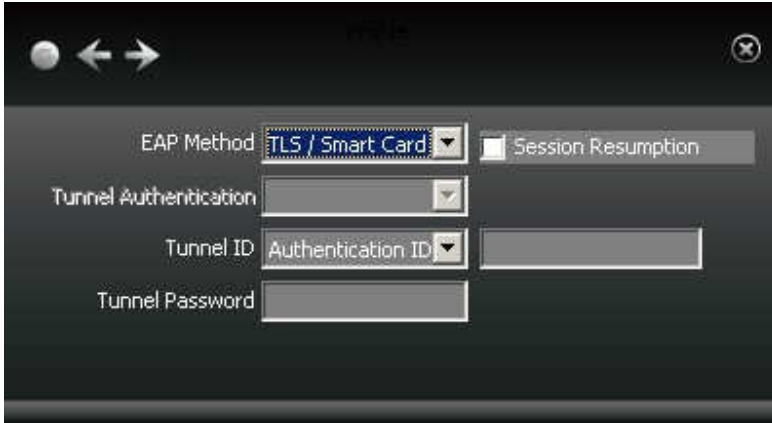 EAP Method TLS / Smart Card Session Resumption
Tunnel Authentication
Tunnel ID Authentication ID
Tunnel Password